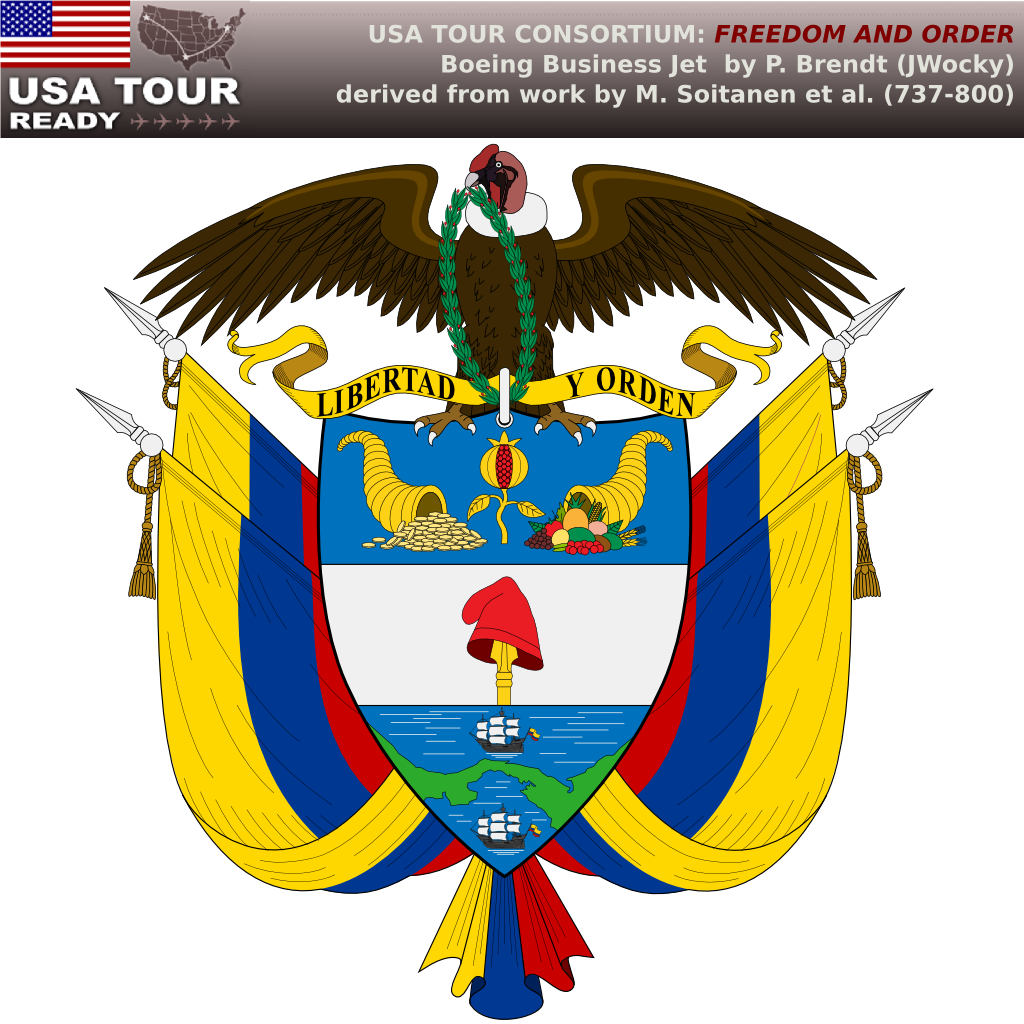 USA TOUR CONSORTIUM: FREEDOM AND ORDER
Boeing Business Jet by P. Brendt (JWocky)
derived from work by M. Soitanen et al. (737-800)
USA TOUR
READY
LIBERTAD Y ORDEN